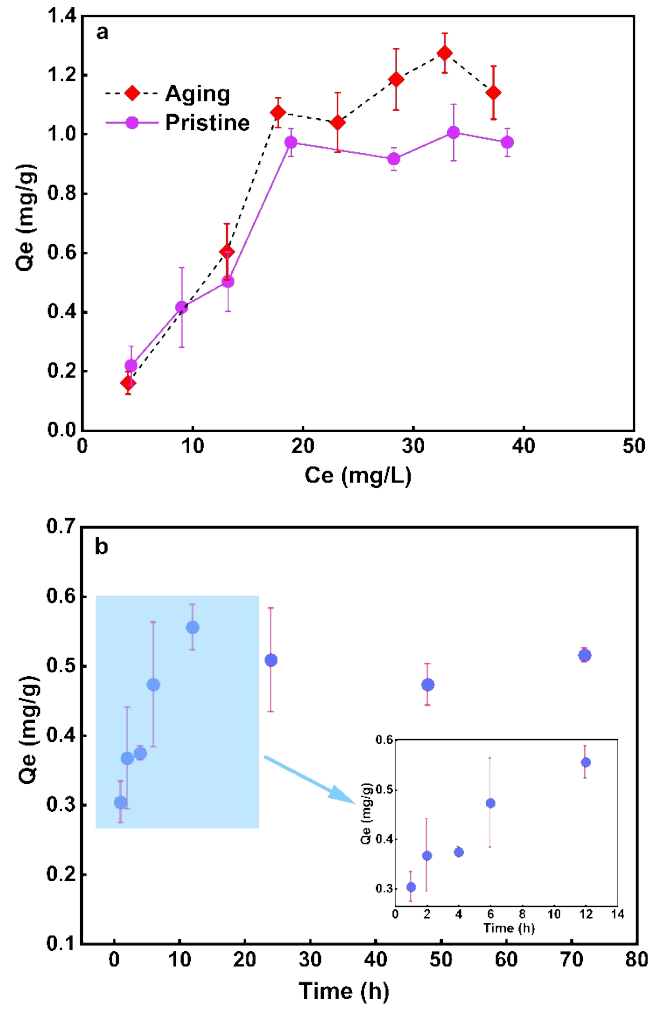 a
Aging
Pristine
Qe (mg/g)
1.4
1.2
1.0
0.8
0.6
0.4
0.2
0.0
0 10 20 30 40 50
Ce (mg/L)
b
Qe (mg/g)
0.7
0.6
0.5
0.4
0.3
0.2
0.1
0 10 20 30 40 50 60 70 80
Time (h)
Qe (mg/g)
0.6
0.5
0.4
0.3
0 2 4 6 8 10 12 14
Time (h)